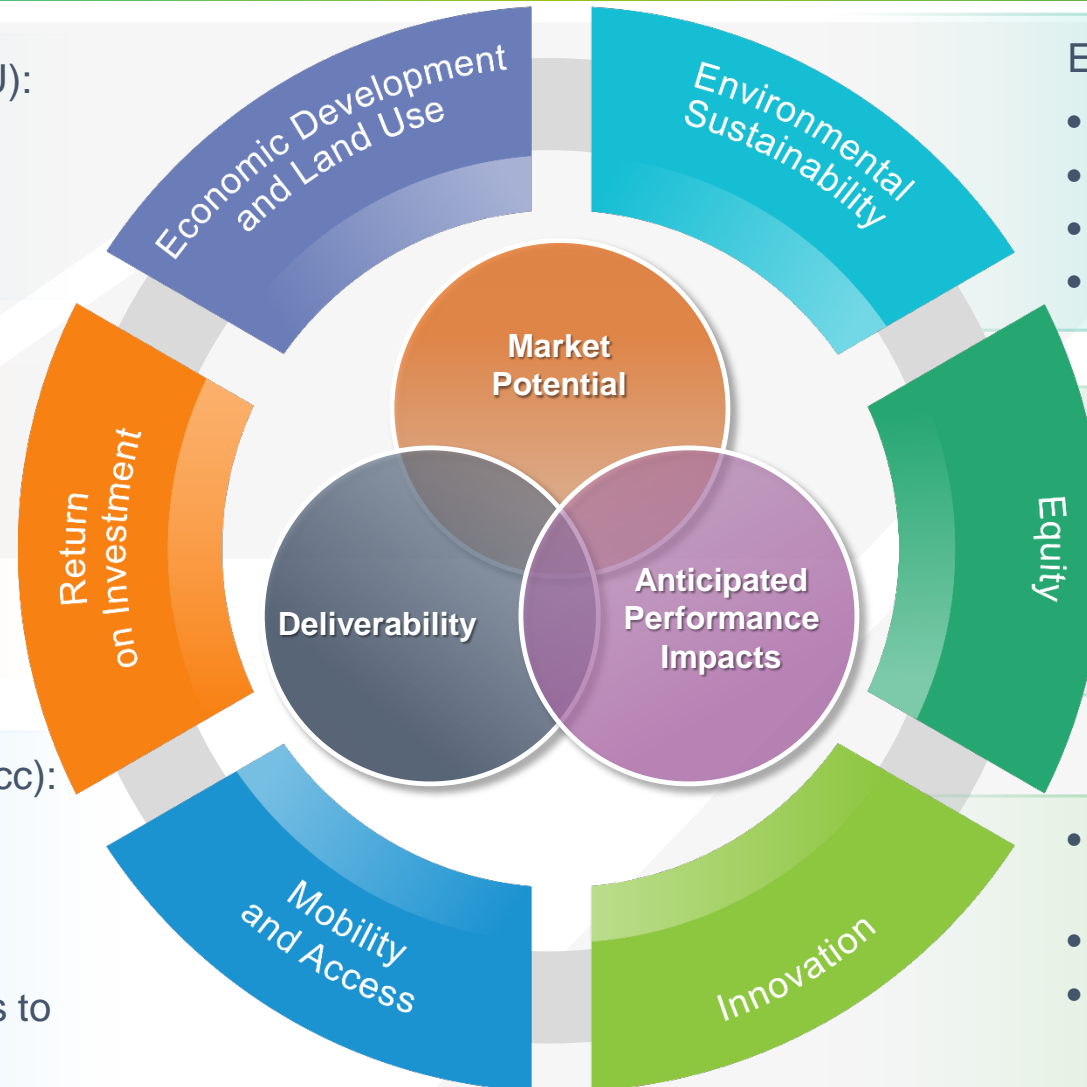 U):
Economic Development
and Land Use
Environmental
Sustainability
E
•
•
•
•
Market
Potential
Return
on Investment
Equity
Deliverability
Anticipated
Performance
Impacts
cc):
Mobility
and Access
Innovation
•
•
•
s to